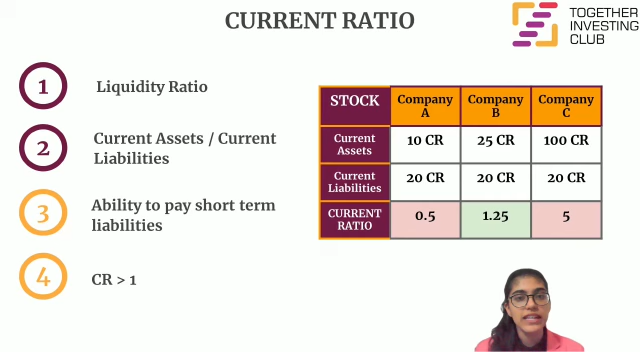 CURRENT RATIO
TOGETHER
INVESTING
CLUB
1
Liquidity Ratio
2
Current Assets / Current
Liabilities
3
Ability to pay short term
liabilities
4
CR > 1
STOCK
Company
A
Company
B
Company
C
Current
Assets
10 CR
25 CR
100 CR
Current
Liabilities
20 CR
20 CR
20 CR
CURRENT
RATIO
0.5
1.25
5